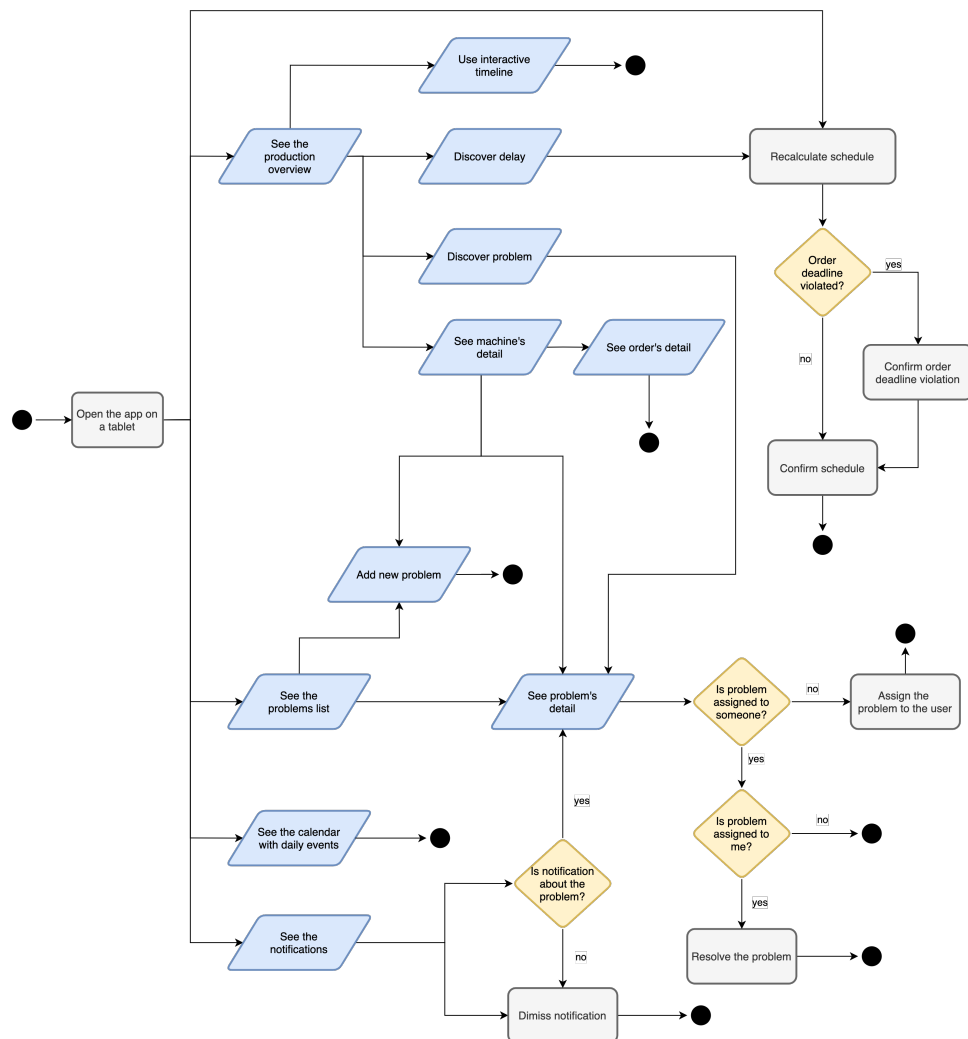 Use interactive
timeline
See the
production
overview
Discover delay
Recalculate schedule
Discover problem
Order
deadline
violated?
yes
See machine's
detail
See order's detail
no
Confirm order
deadline violation
Open the app on
a tablet
Confirm schedule
Add new problem
See the
problems list
See problem's
detail
Is problem
assigned to
someone?
no
Assign the
problem to the user
yes
See the calendar
with daily events
yes
Is problem
assigned to
me?
no
Is notification
about the
problem?
yes
See the
notifications
no
Resolve the problem
Dimiss notification